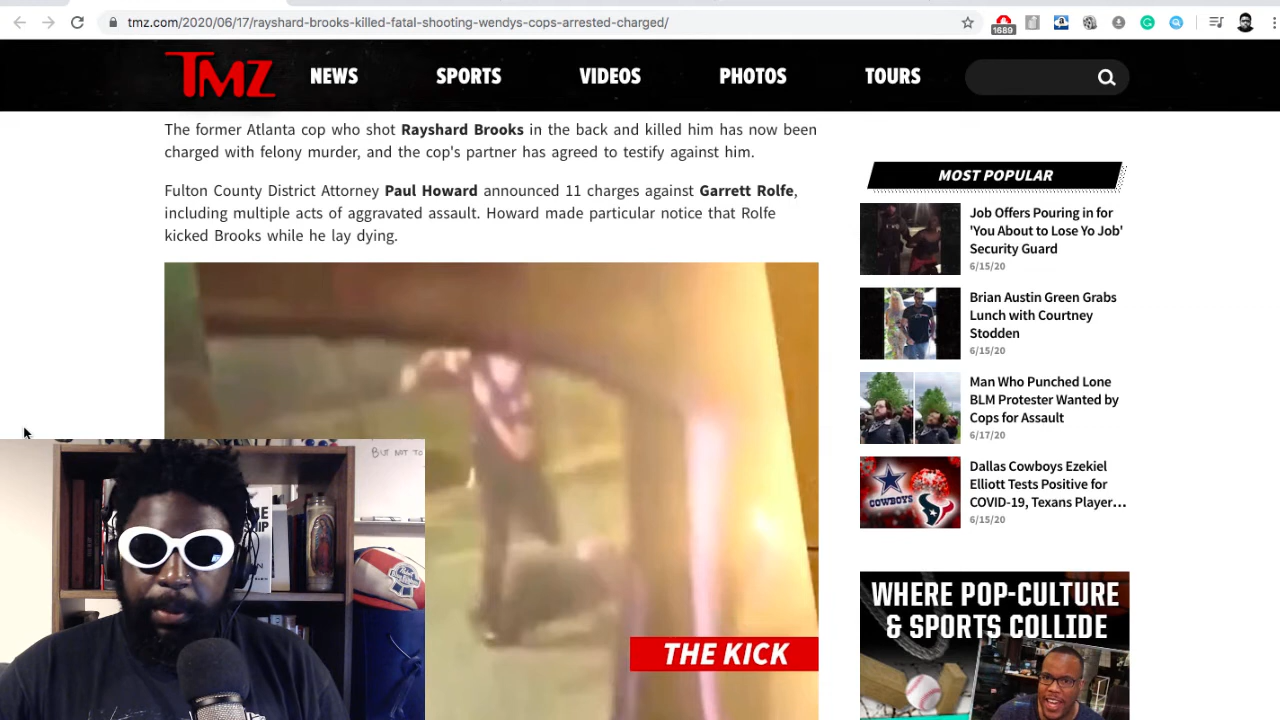 tmz.com/2020/06/17/rayshard-brooks-killed-fatal-shooting-wendys-cops-arrested-charged/
1689
TMZ
NEWS
SPORTS
VIDEOS
PHOTOS
TOURS
The former Atlanta cop who shot Rayshard Brooks in the back and killed him has now been
charged with felony murder, and the cop's partner has agreed to testify against him.
Fulton County District Attorney Paul Howard announced 11 charges against Garrett Rolfe,
including multiple acts of aggravated assault. Howard made particular notice that Rolfe
kicked Brooks while he lay dying.
THE KICK
BUT NOT TO
MOST POPULAR
Job Offers Pouring in for
'You About to Lose Yo Job'
Security Guard
6/15/20
Brian Austin Green Grabs
Lunch with Courtney
Stodden
6/15/20
Man Who Punched Lone
BLM Protester Wanted by
Cops for Assault
6/17/20
COWBOYS
Dallas Cowboys Ezekiel
Elliott Tests Positive for
COVID-19, Texans Player...
6/15/20
WHERE POP-CULTURE
& SPORTS COLLIDE